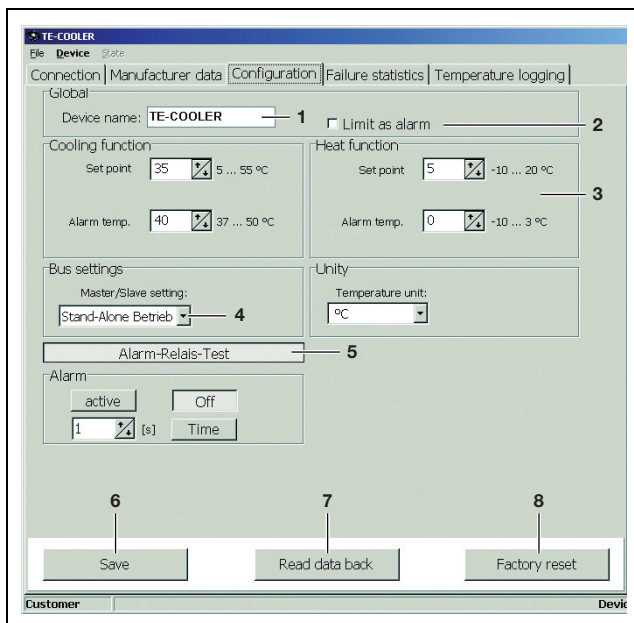 TE-COOLER
File Device State
Connection Manufacturer data Configuration Failure statistics Temperature logging
Global
Device name: TE-COOLER 1 Limit as alarm 2
Cooling function Heat function
Set point 35 5 ... 55 ºC Set point 5 -10 ... 20 ºC
3
Alarm temp. 40 37 ... 50 ºC Alarm temp. 0 -10 ... 3 ºC
Bus settings Unity
Master/Slave setting: Temperature unit:
Stand-Alone Betrieb 4 ºC
Alarm-Relais-Test 5
Alarm
active Off
1 [s] Time
6 7 8
Save Read data back Factory reset
Customer Devic